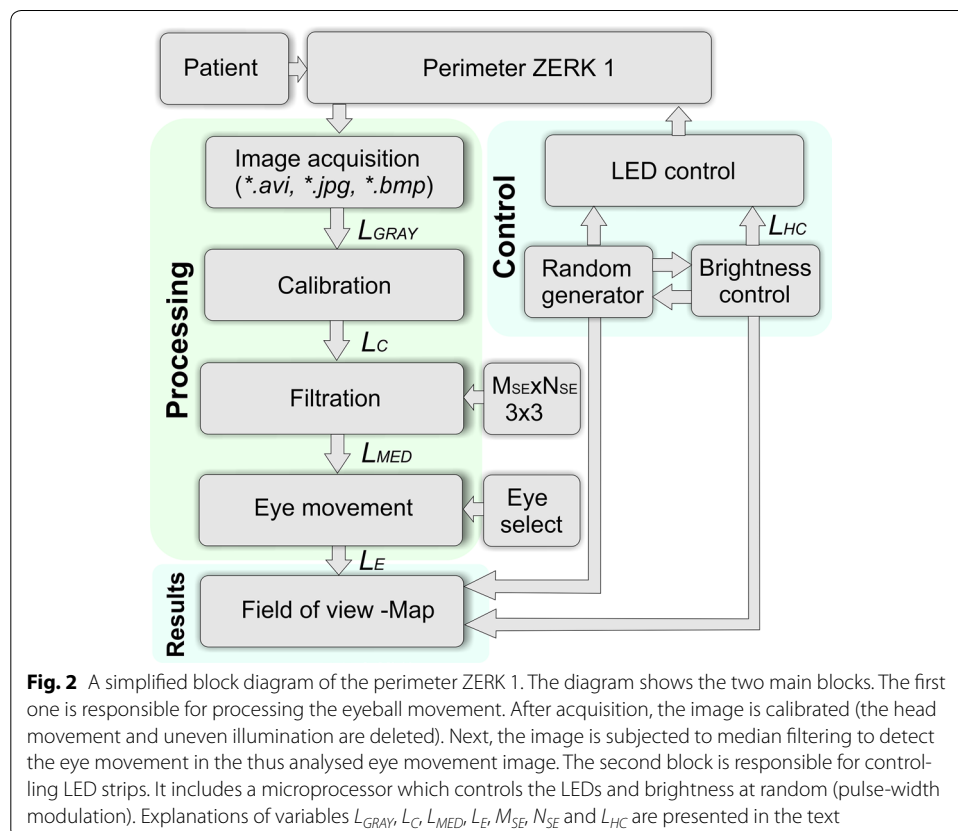 Patient
Perimeter ZERK 1
Processing
Image acquisition
(*.avi, *.jpg, *.bmp)
LGRAY
Calibration
LC
Filtration
MSExNSE
3x3
LMED
Eye movement
Eye
select
LE
Control
LED control
LHC
Random
generator
Brightness
control
Results
Field of view -Map
Fig. 2 A simplified block diagram of the perimeter ZERK 1. The diagram shows the two main blocks. The first
one is responsible for processing the eyeball movement. After acquisition, the image is calibrated (the head
movement and uneven illumination are deleted). Next, the image is subjected to median filtering to detect
the eye movement in the thus analysed eye movement image. The second block is responsible for control-
ling LED strips. It includes a microprocessor which controls the LEDs and brightness at random (pulse-width
modulation). Explanations of variables LGRAY, LC, LMED, LE, MSE, NSE and LHC are presented in the text